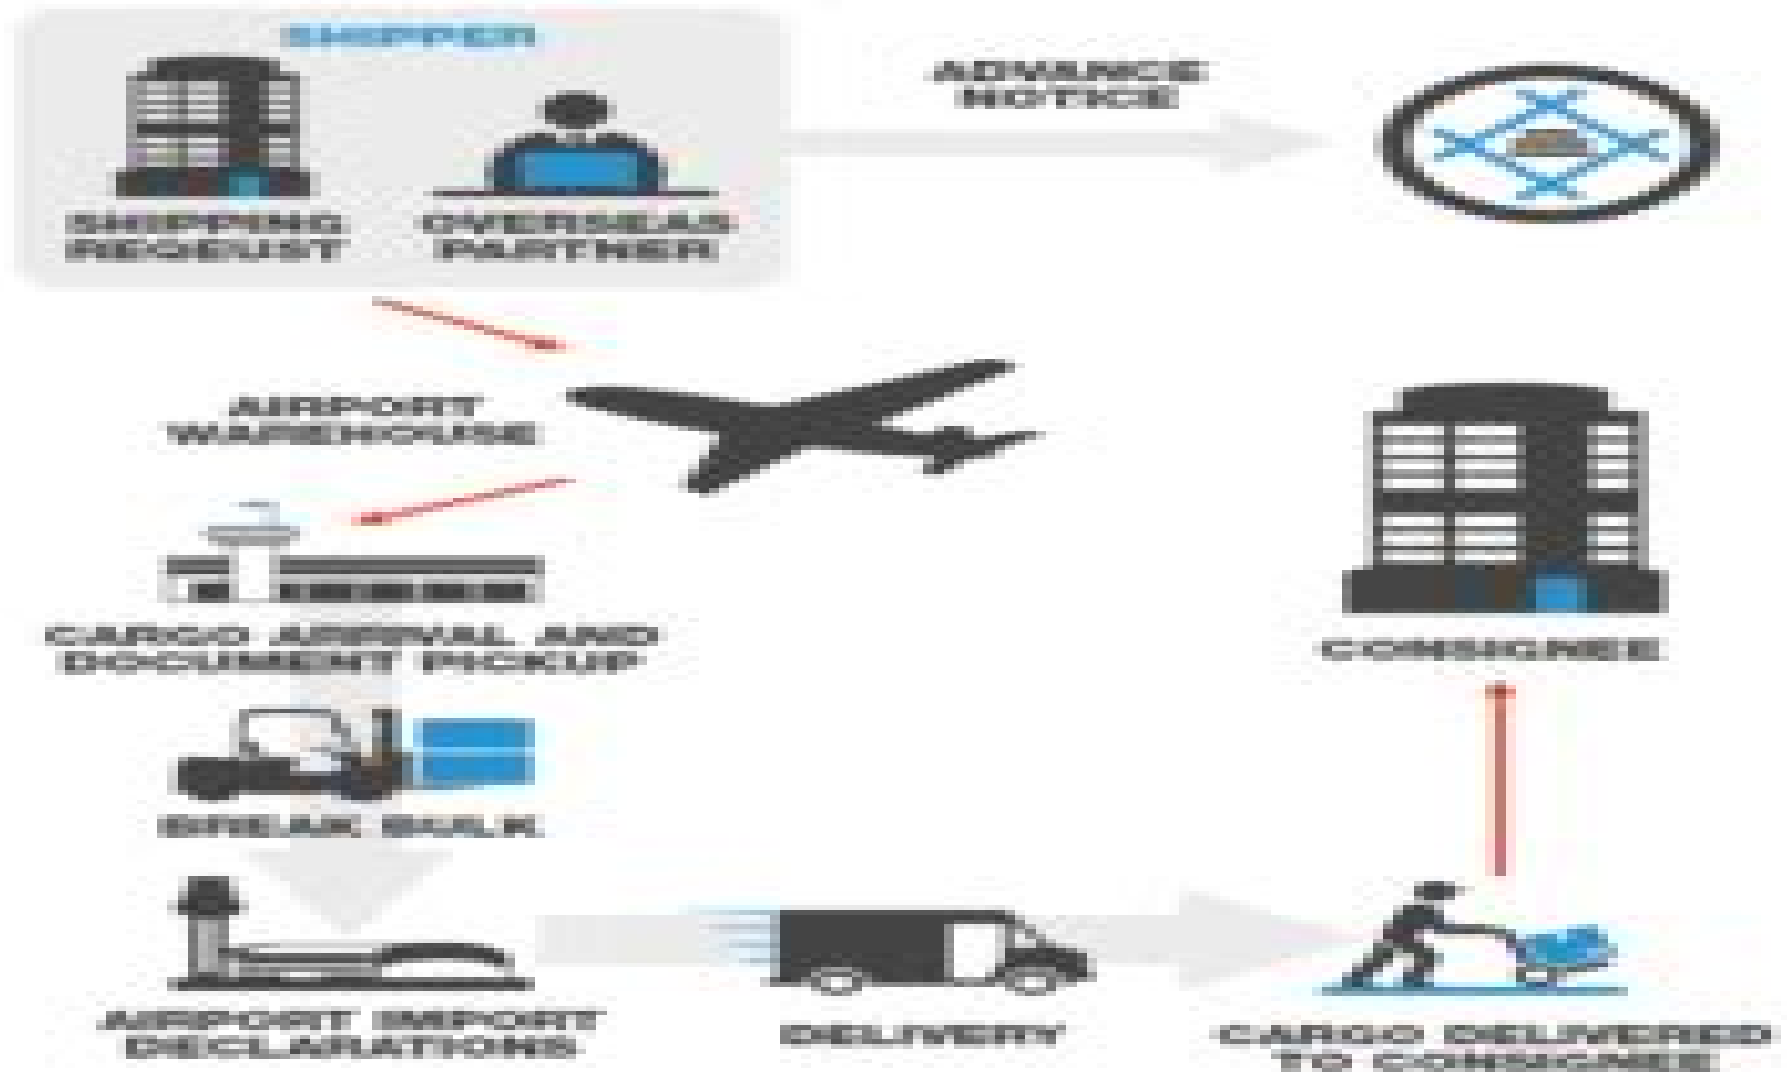 SHIPPER
ADVANCE
NOTICE
SHIPPING
REQEUST
OVERSEAS
PARTNER
AIRPORT
WAREHOUSE
CARGO ARRIVAL AND
DOCUMENT PICKUP
CONSIGNEE
BREAK BULK
AIRPORT IMPORT
DECLARATIONS
DELIVERY
CARGO DELIVERED
TO CONSIGNEE